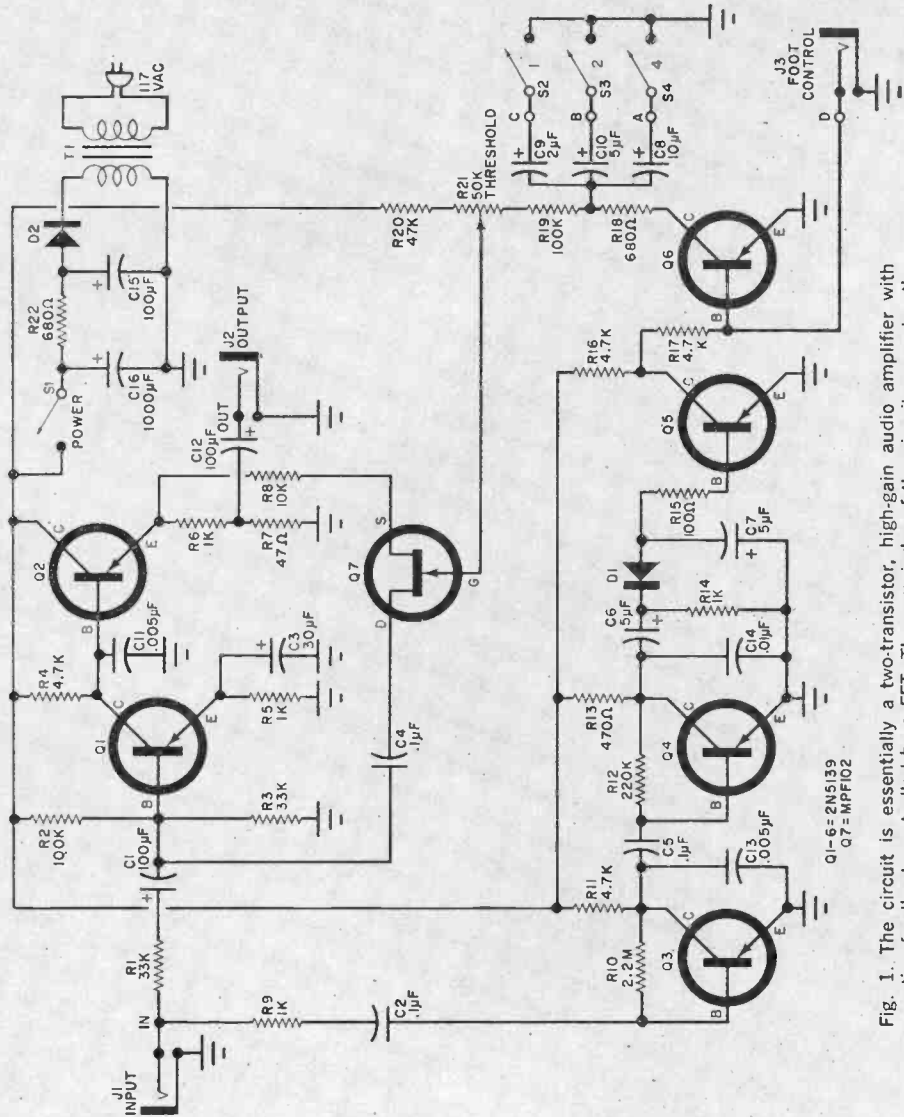 117
VAC
T1
D2
R22
680Ω
S1
POWER
+
C15
100µF
+
C16
1000µF
J2
OUTPUT
V
OUT
C12
100µF
+
R20
47K
R21
50K
THRESHOLD
R19
100K
R18
680Ω
C
+
C9
2µF
S2
1
B
+
C10
5µF
S3
2
A
+
C8
10µF
S4
4
J3
FOOT
CONTROL
V
D
R2
100K
R4
4.7K
Q2
C
B
E
C11
.005µF
R6
1K
R7
47Ω
R8
10K
Q1
C
B
E
+
C3
30µF
R5
1K
R3
33K
C4
.1µF
Q7
D
S
G
C1
100µF
+
R1
33K
IN
J1
INPUT
V
R9
1K
C2
.1µF
R10
2.2M
R11
4.7K
Q3
C
B
E
C13
.005µF
C5
.1µF
R12
220K
R13
470Ω
Q4
C
B
E
C14
.01µF
C6
5µF
+
R14
1K
D1
C7
5µF
+
R15
100Ω
Q5
C
B
E
R16
4.7K
R17
4.7
K
Q6
C
B
E
Q1-6=2N5139
Q7=MPF102
Fig. 1. The circuit is essentially a two-transistor, high-gain audio amplifier with